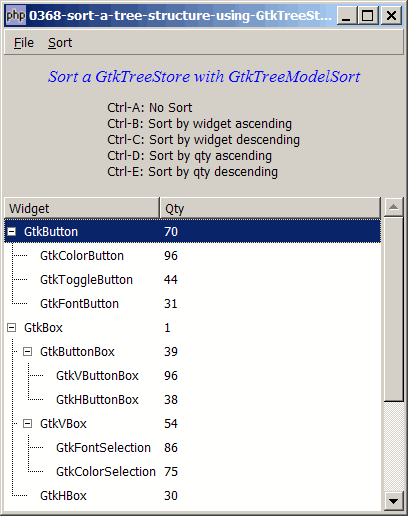 php 0368-sort-a-tree-structure-using-GtkTreeSt...
File Sort
Sort a GtkTreeStore with GtkTreeModelSort
Ctrl-A: No Sort
Ctrl-B: Sort by widget ascending
Ctrl-C: Sort by widget descending
Ctrl-D: Sort by qty ascending
Ctrl-E: Sort by qty descending
Widget Qty
GtkButton 70
GtkColorButton 96
GtkToggleButton 44
GtkFontButton 31
GtkBox 1
GtkButtonBox 39
GtkVButtonBox 96
GtkHButtonBox 38
GtkVBox 54
GtkFontSelection 86
GtkColorSelection 75
GtkHBox 30